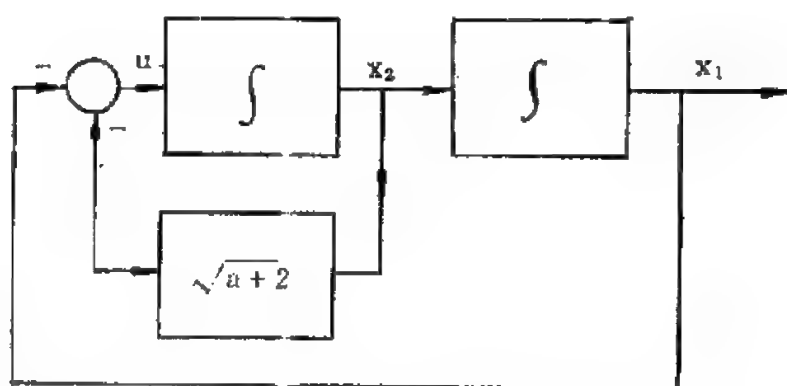 − u ∫ x₂ ∫ x₁
−
√a + 2